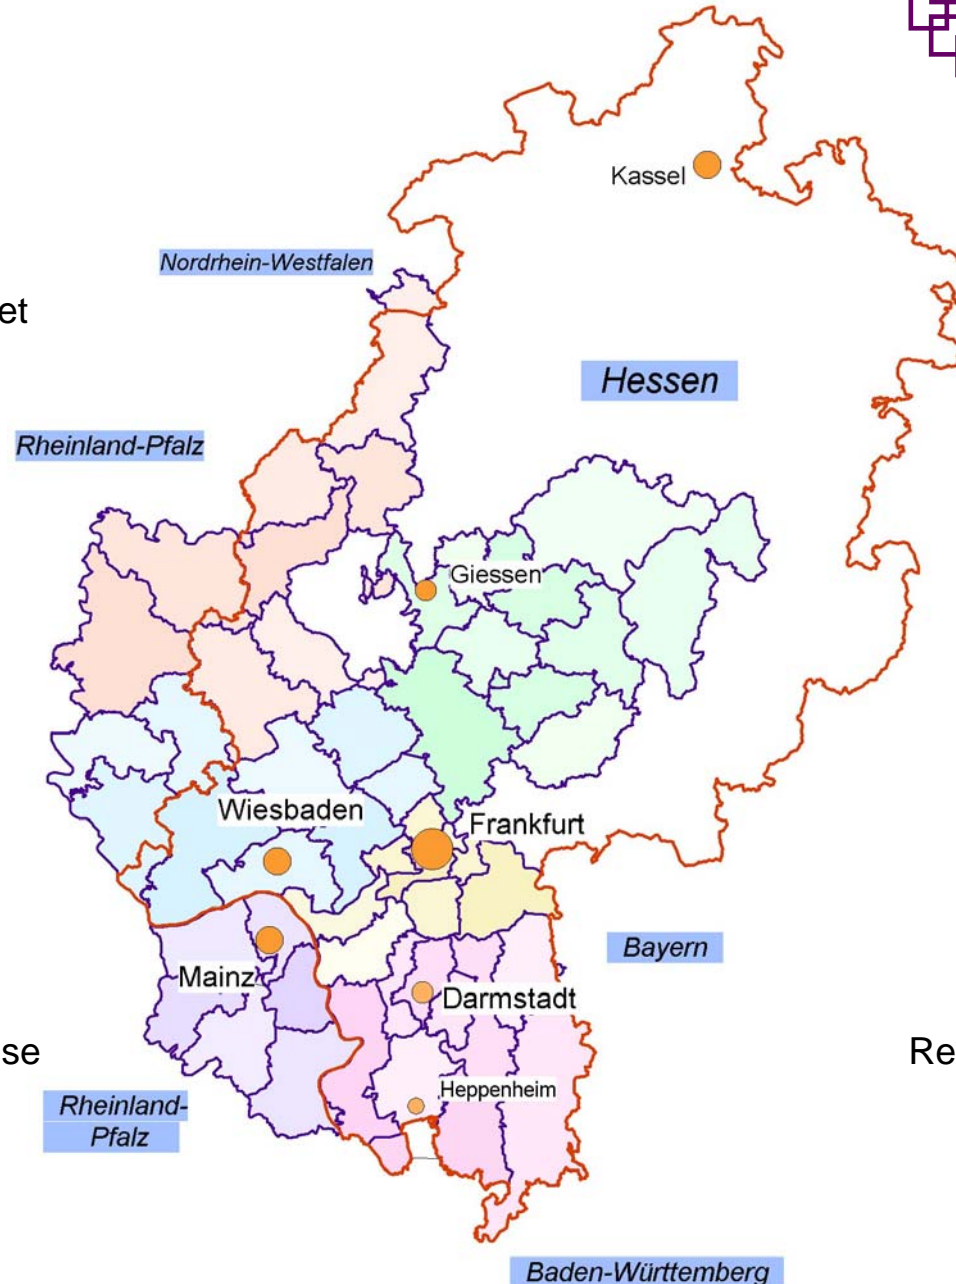 Kassel
Nordrhein-Westfalen
et
Hessen
Rheinland-Pfalz
Giessen
Wiesbaden
Frankfurt
Bayern
Mainz
Darmstadt
se
Re
Heppenheim
Rheinland-
Pfalz
Baden-Württemberg